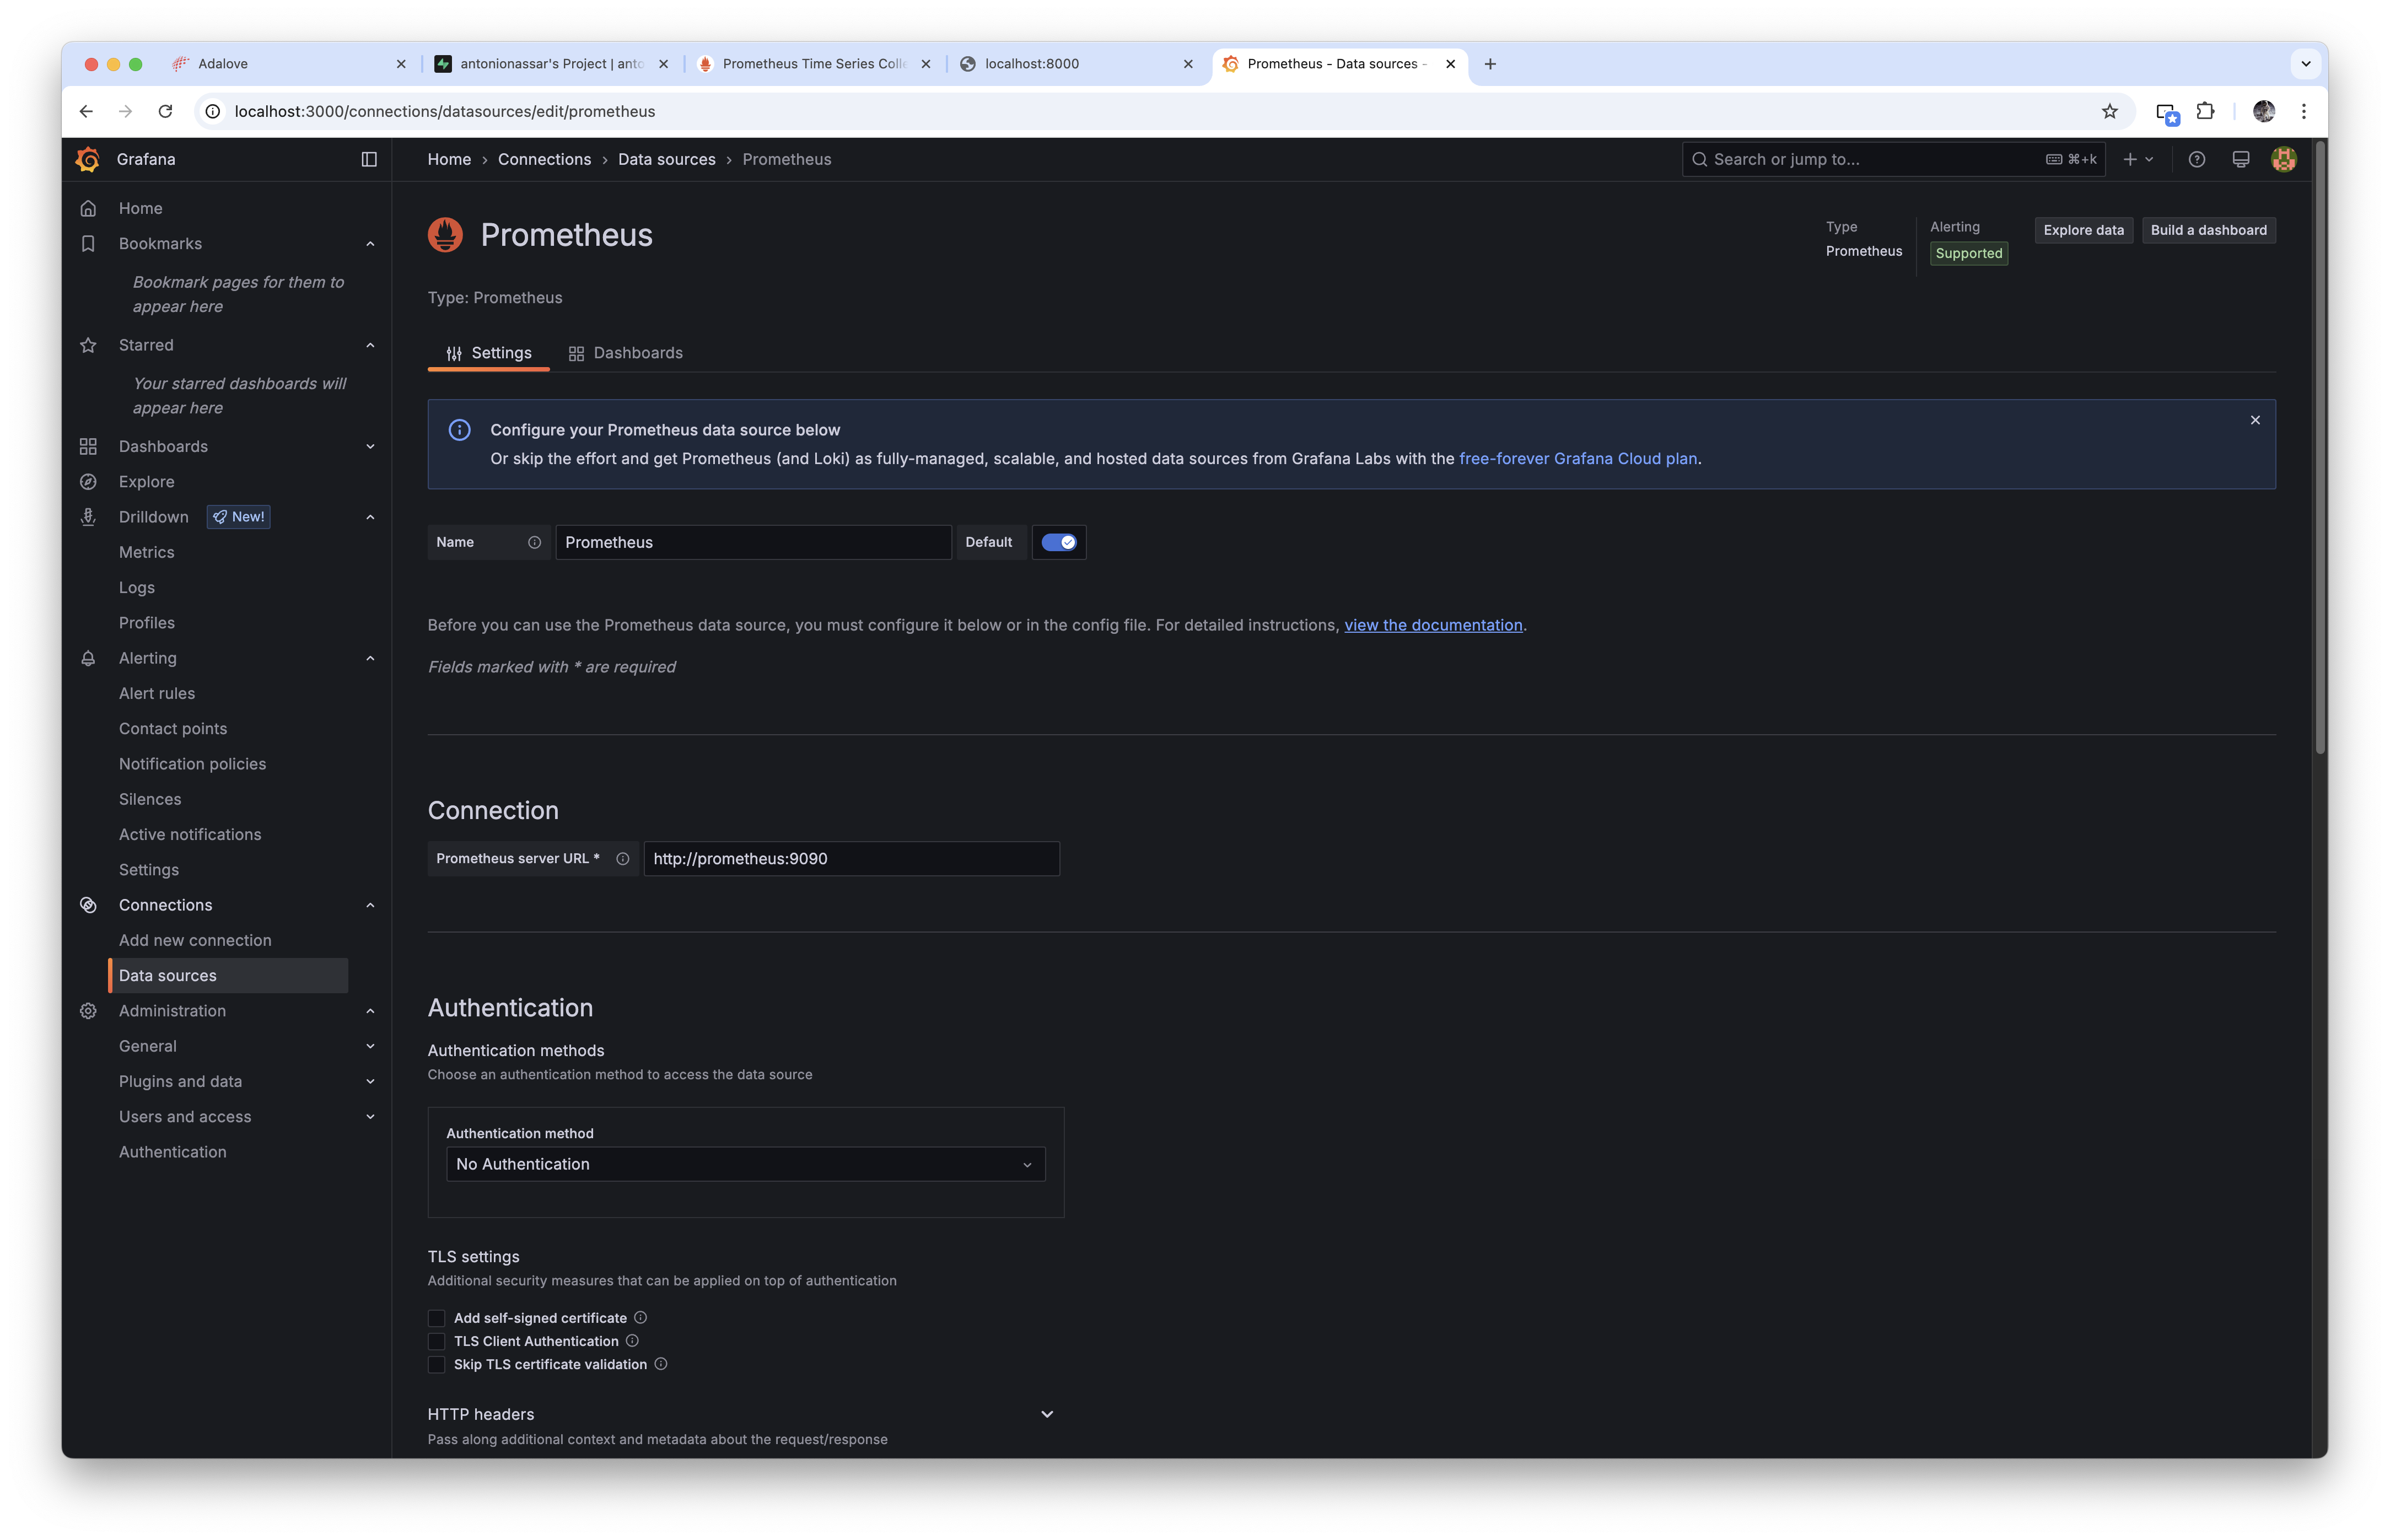 Adalove
antonionassar's Project | anto
Prometheus Time Series Colle
localhost:8000
Prometheus - Data sources -
localhost:3000/connections/datasources/edit/prometheus
Grafana
Home › Connections › Data sources › Prometheus
Search or jump to...
⌘+k
Home
Bookmarks
Bookmark pages for them to
appear here
Starred
Your starred dashboards will
appear here
Dashboards
Explore
Drilldown New!
Metrics
Logs
Profiles
Alerting
Alert rules
Contact points
Notification policies
Silences
Active notifications
Settings
Connections
Add new connection
Data sources
Administration
General
Plugins and data
Users and access
Authentication
Prometheus
Type
Prometheus
Alerting
Supported
Explore data
Build a dashboard
Type: Prometheus
Settings
Dashboards
Configure your Prometheus data source below
Or skip the effort and get Prometheus (and Loki) as fully-managed, scalable, and hosted data sources from Grafana Labs with the free-forever Grafana Cloud plan.
Name
Prometheus
Default
Before you can use the Prometheus data source, you must configure it below or in the config file. For detailed instructions, view the documentation.
Fields marked with * are required
Connection
Prometheus server URL *
http://prometheus:9090
Authentication
Authentication methods
Choose an authentication method to access the data source
Authentication method
No Authentication
TLS settings
Additional security measures that can be applied on top of authentication
Add self-signed certificate
TLS Client Authentication
Skip TLS certificate validation
HTTP headers
Pass along additional context and metadata about the request/response